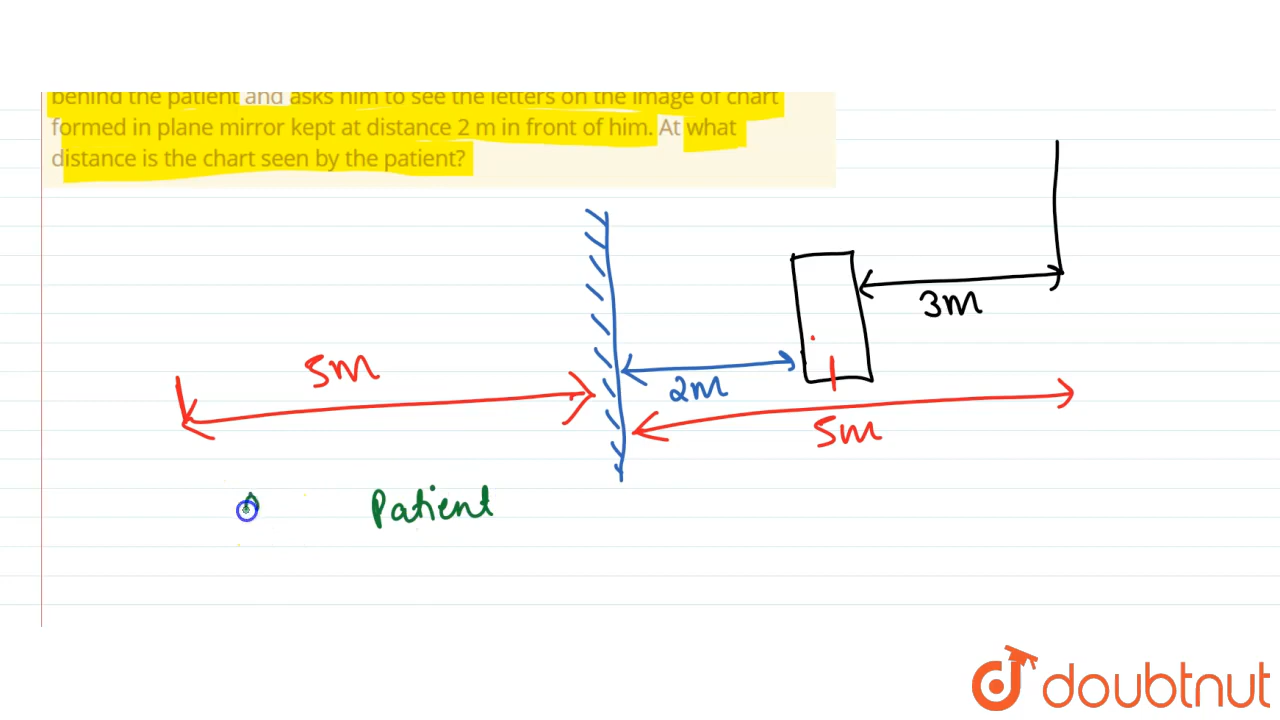 behind the patient and asks him to see the letters on the image of chart
formed in plane mirror kept at distance 2 m in front of him. At what
distance is the chart seen by the patient?
3m
5m
2m
5m
Patient
doubtnut